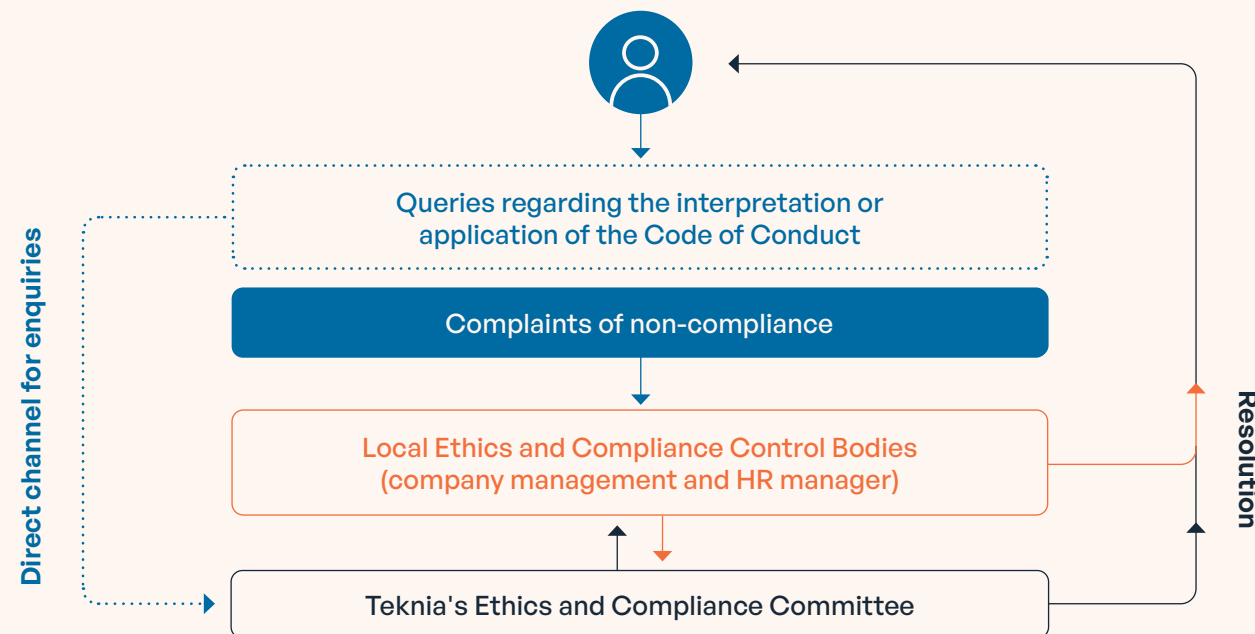 Queries regarding the interpretation or
application of the Code of Conduct
Direct channel for enquiries
Complaints of non-compliance
Local Ethics and Compliance Control Bodies
(company management and HR manager)
Resolution
Teknia's Ethics and Compliance Committee